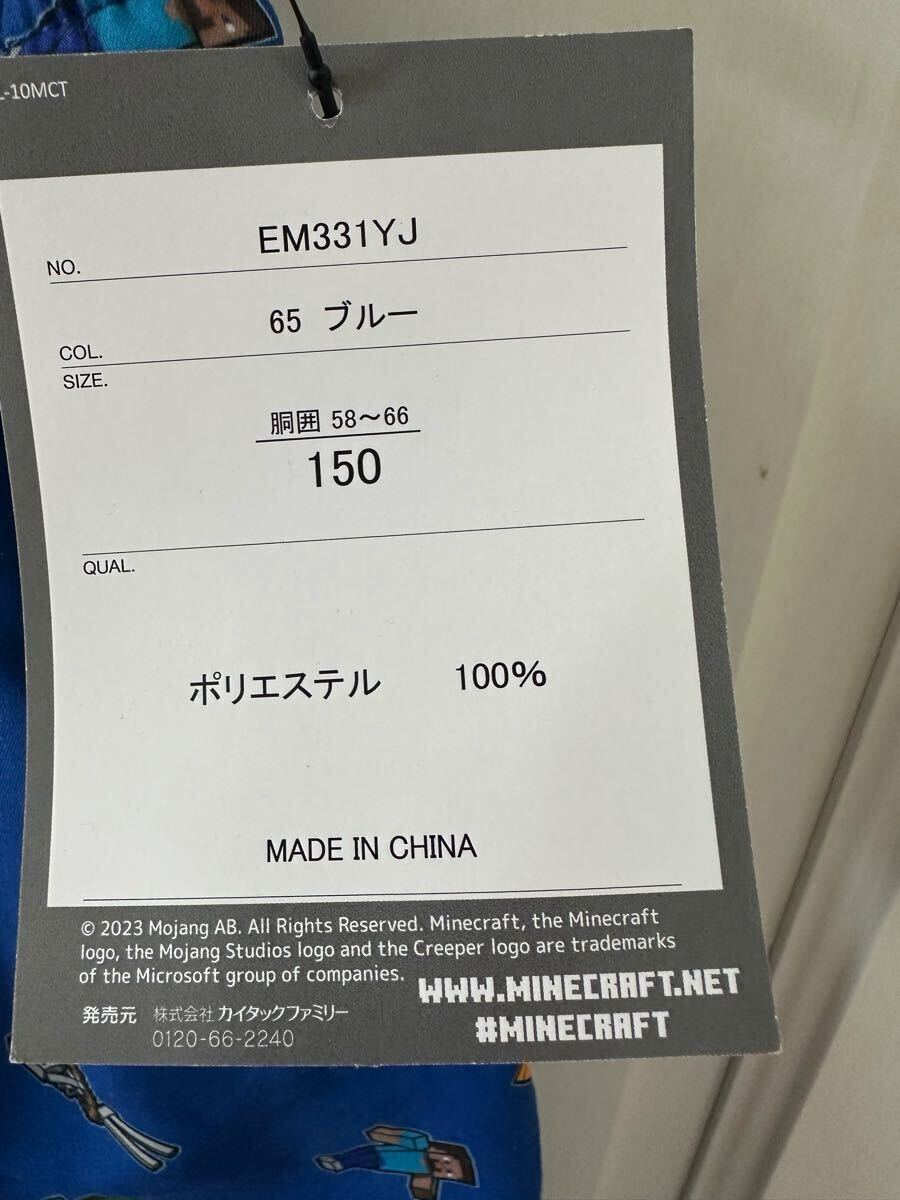 -10MCT
EM331YJ
NO.
65 ブルー
COL.
SIZE.
胴囲 58～66
150
QUAL.
ポリエステル 100%
MADE IN CHINA
© 2023 Mojang AB. All Rights Reserved. Minecraft, the Minecraft
logo, the Mojang Studios logo and the Creeper logo are trademarks
of the Microsoft group of companies.
WWW.MINECRAFT.NET
#MINECRAFT
発売元 株式会社 カイタックファミリー
0120-66-2240